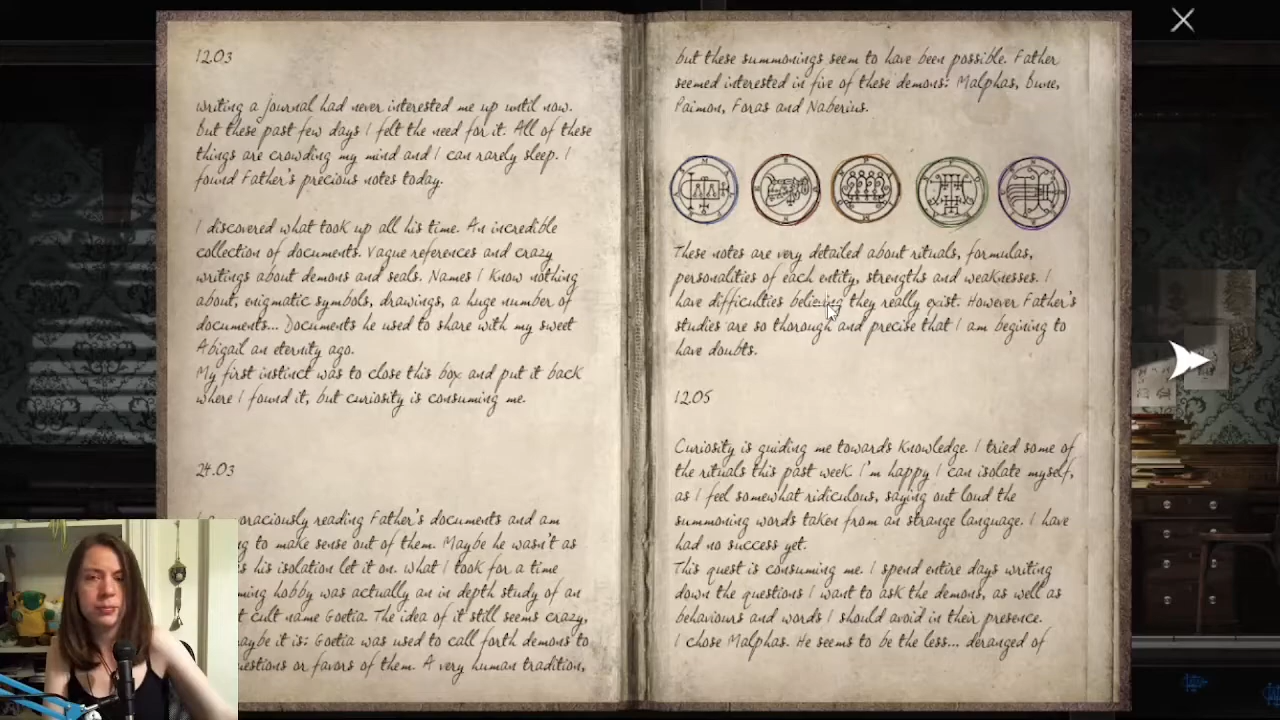 12.03
writing a journal had never interested me up until now.
but these past few days I felt the need for it. All of these
things are crowding my mind and I can rarely sleep. I
found Father's precious notes today.
I discovered what took up all his time. An incredible
collection of documents. Vague references and crazy
writings about demons and seals. Names I know nothing
about, enigmatic symbols, drawings, a huge number of
documents... Documents he used to share with my sweet
Abigail an eternity ago.
My first instinct was to close this box and put it back
where I found it, but curiosity is consuming me.
24.03
voraciously reading Father's documents and am
to make sense out of them. Maybe he wasn't as
his isolation let it on. what I took for a time
hobby was actually an in depth study of an
cult name Goetia. The idea of it still seems crazy,
maybe it is: Goetia was used to call forth demons to
questions or favors of them. A very human tradition,
but these summonings seem to have been possible. Father
seemed interested in five of these demons: Malphas, Bune,
Paimon, Foras and Naberius.
These notes are very detailed about rituals, formulas,
personalities of each entity, strengths and weaknesses. I
have difficulties believing they really exist. However Father's
studies are so thorough and precise that I am begining to
have doubts.
12.05
Curiosity is guiding me towards Knowledge. I tried some of
the rituals this past week. I'm happy I can isolate myself,
as I feel somewhat ridiculous, saying out loud the
summoning words taken from an strange language. I have
had no success yet.
This quest is consuming me. I spend entire days writing
down the questions I want to ask the demons, as well as
behaviours and words I should avoid in their presence.
I chose Malphas. He seems to be the less... deranged of